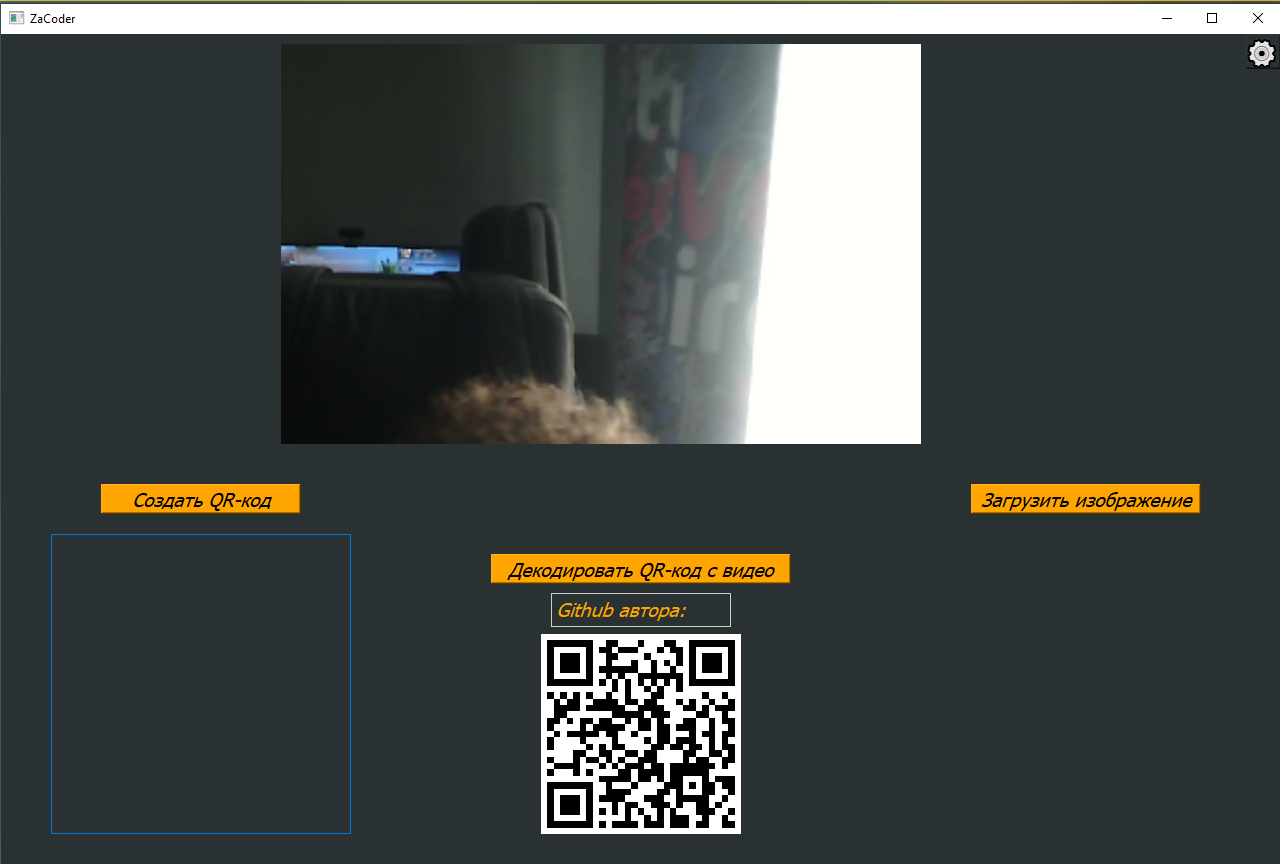 ZaCoder
Создать QR-код
Загрузить изображение
Декодировать QR-код с видео
Github автора: